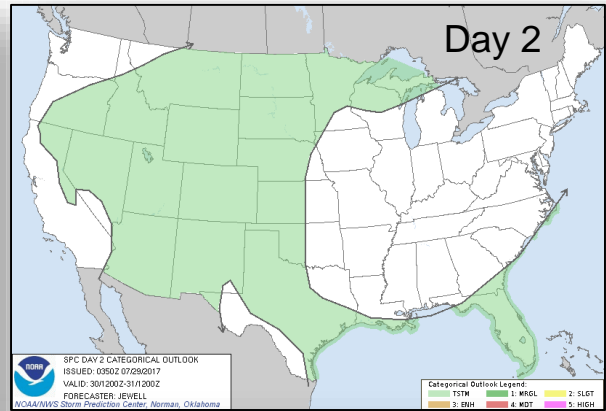 Day 2
NOAA
SPC DAY 2 CATEGORICAL OUTLOOK
ISSUED: 0350Z 07/29/2017
VALID: 30/1200Z-31/1200Z
FORECASTER: JEWELL
NOAA/NWS Storm Prediction Center, Norman, Oklahoma
Categorical Outlook Legend:
TSTM 1: MRGL 2: SLGT
3: ENH 4: MDT 5: HIGH